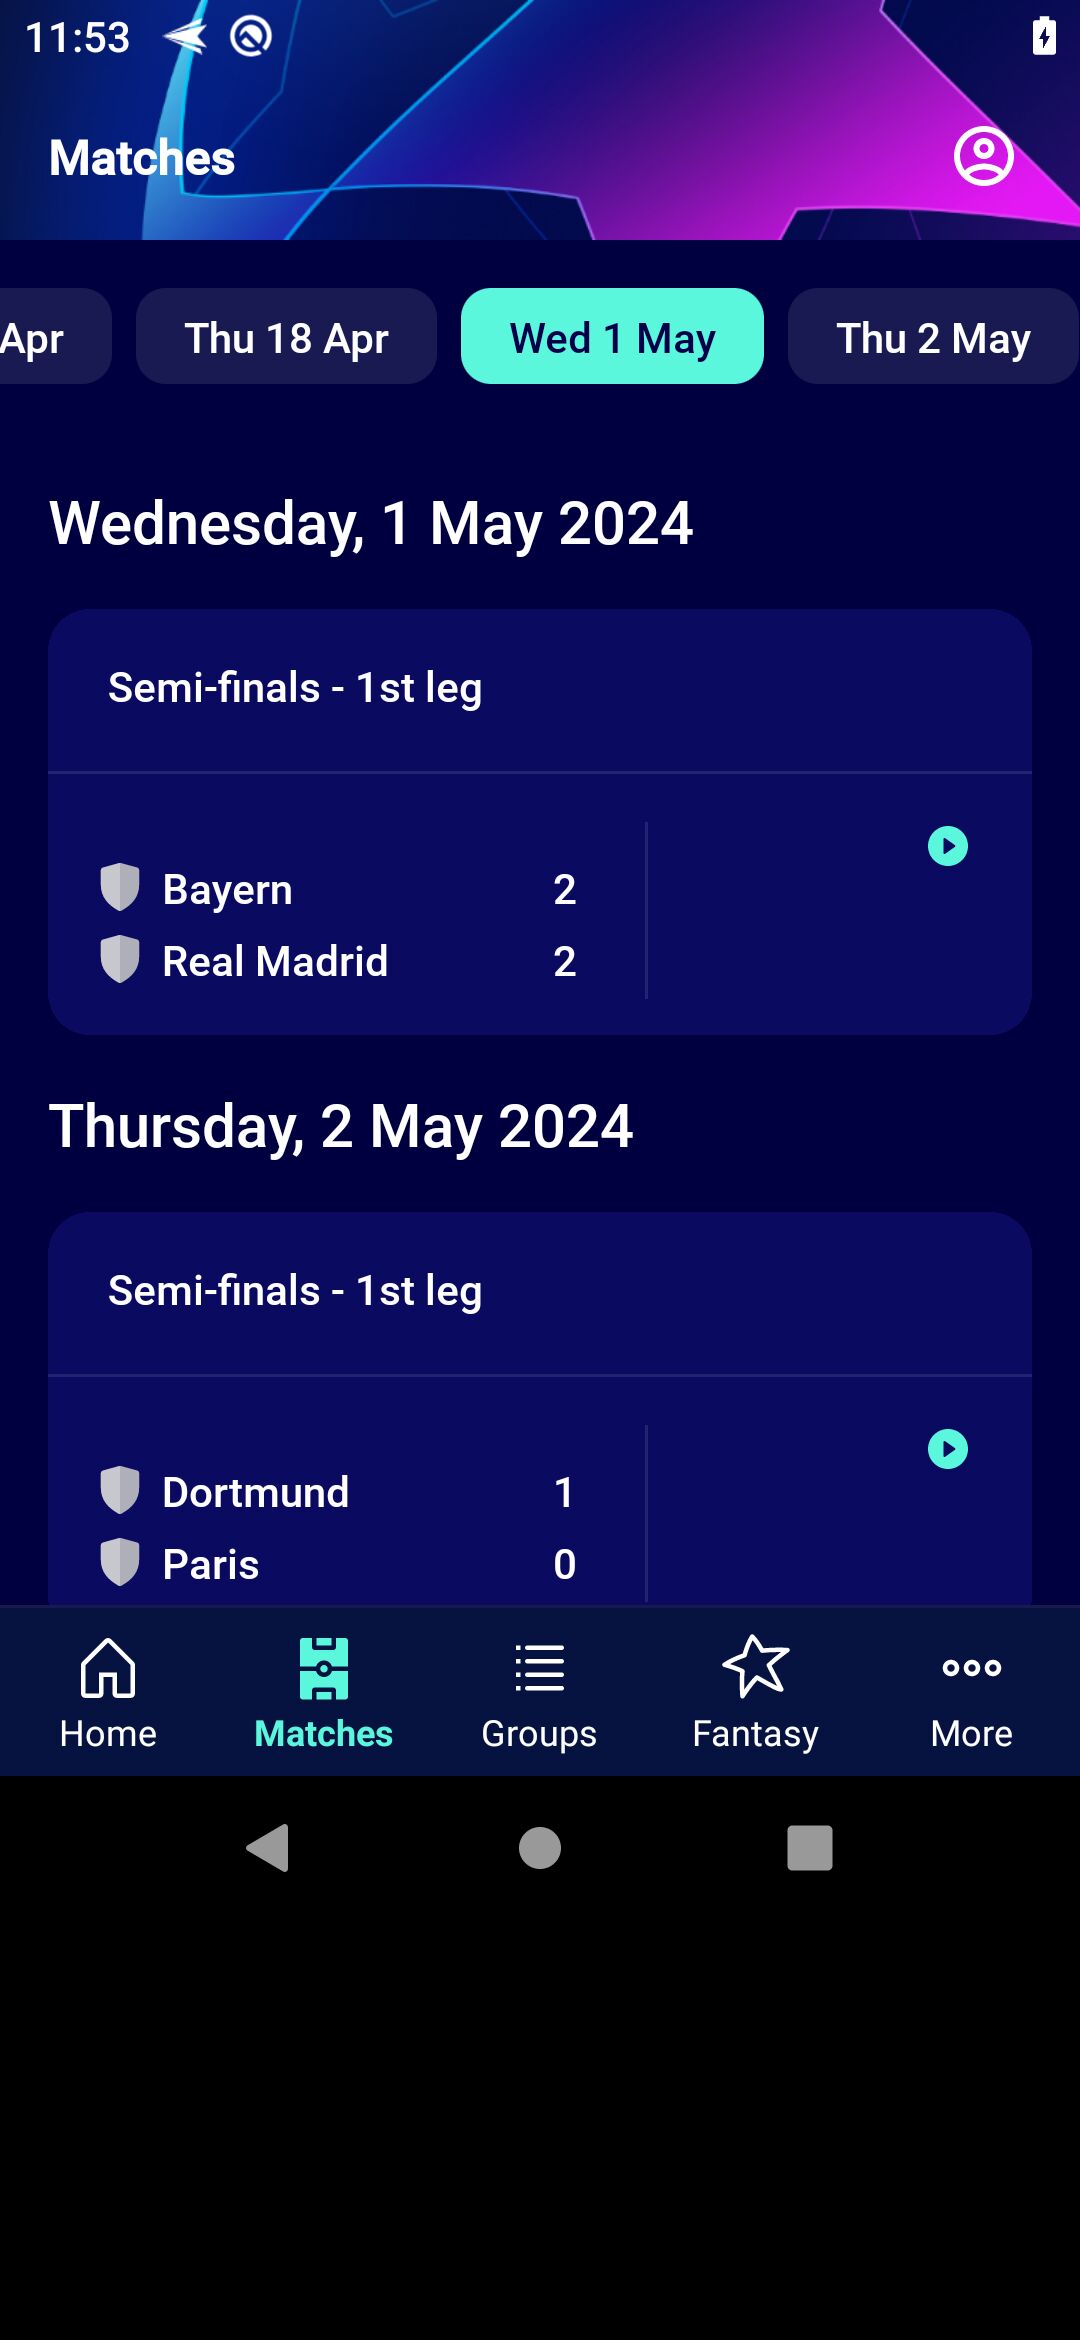 11:53
Matches
Apr
Thu 18 Apr
Wed 1 May
Thu 2 May
Wednesday, 1 May 2024
Semi-finals - 1st leg
Bayern 2
Real Madrid 2
Thursday, 2 May 2024
Semi-finals - 1st leg
Dortmund 1
Paris 0
Home
Matches
Groups
Fantasy
More